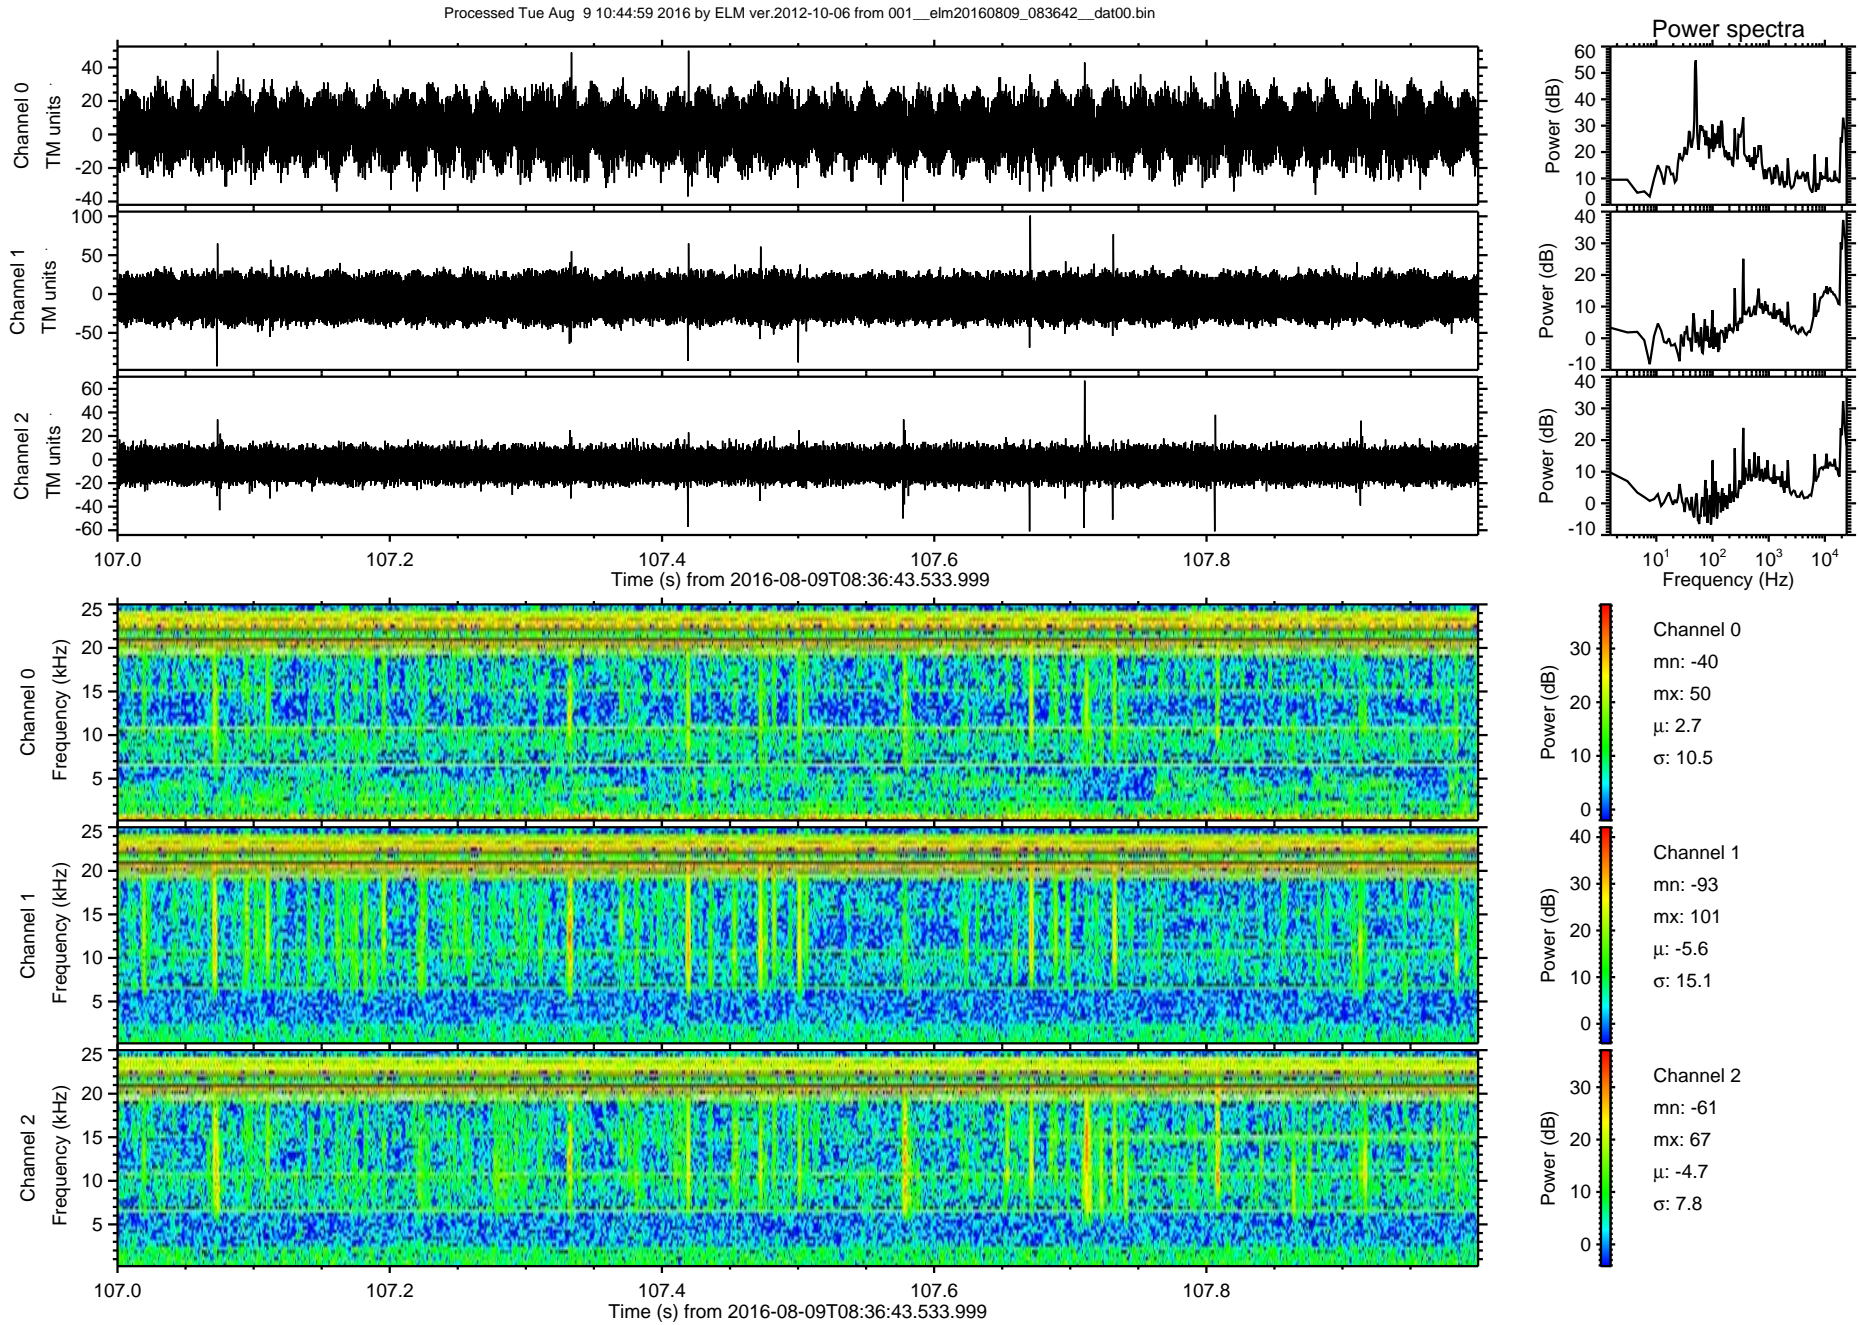 Processed Tue Aug  9 10:44:59 2016 by ELM ver.2012-10-06 from 001__elm20160809_083642__dat00.bin
Power spectra
Channel 0
TM units
40
20
0
-20
-40
Power (dB)
60
50
40
30
20
10
0
Channel 1
TM units
100
50
0
-50
Power (dB)
40
30
20
10
0
-10
Channel 2
TM units
60
40
20
0
-20
-40
-60
Power (dB)
40
30
20
10
0
-10
107.0 107.2 107.4 107.6 107.8
Time (s) from 2016-08-09T08:36:43.533.999
10^1 10^2 10^3 10^4
Frequency (Hz)
Channel 0
Frequency (kHz)
25
20
15
10
5
Power (dB)
30
20
10
0
Channel 0
mn: -40
mx: 50
μ: 2.7
σ: 10.5
Channel 1
Frequency (kHz)
25
20
15
10
5
Power (dB)
40
30
20
10
0
Channel 1
mn: -93
mx: 101
μ: -5.6
σ: 15.1
Channel 2
Frequency (kHz)
25
20
15
10
5
Power (dB)
30
20
10
0
Channel 2
mn: -61
mx: 67
μ: -4.7
σ: 7.8
107.0 107.2 107.4 107.6 107.8
Time (s) from 2016-08-09T08:36:43.533.999